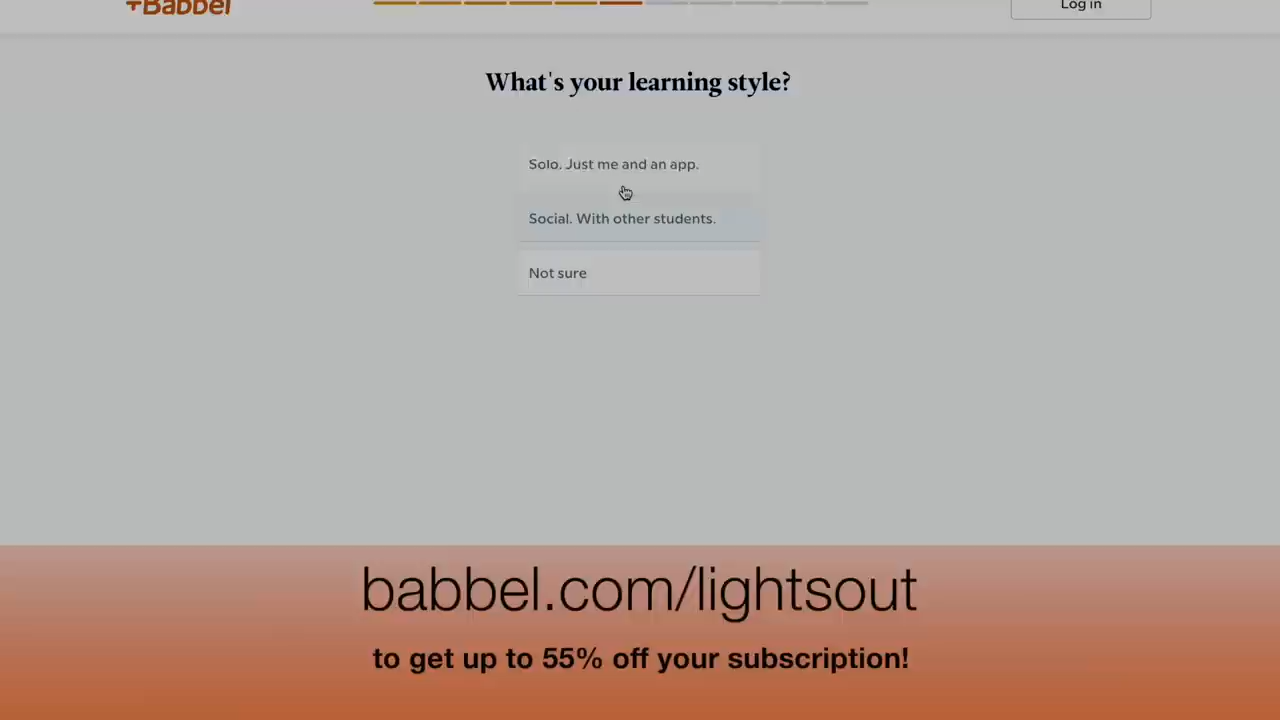 +Babbel
Log in
What's your learning style?
Solo. Just me and an app.
Social. With other students.
Not sure
babbel.com/lightsout
to get up to 55% off your subscription!